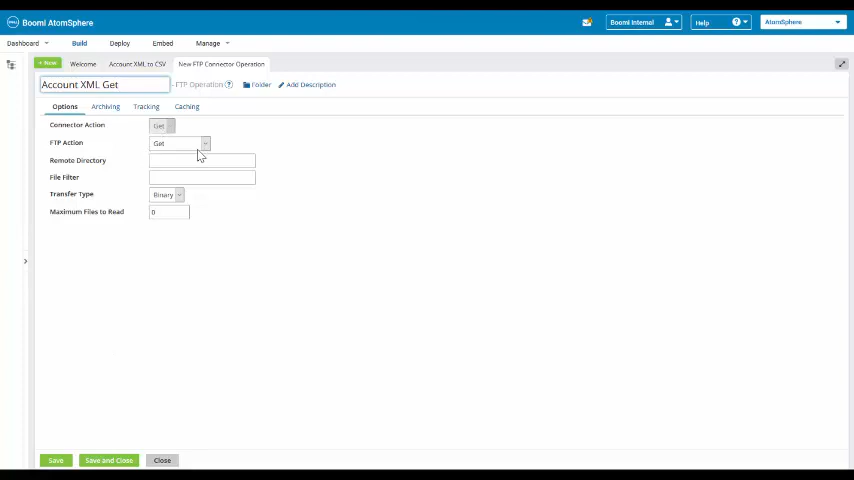 DELL Boomi AtomSphere Boomi Internal Help AtomSphere
Dashboard Build Deploy Embed Manage
+ New Welcome Account XML to CSV New FTP Connector Operation
Account XML Get - FTP Operation ? Folder Add Description
Options Archiving Tracking Caching
Connector Action Get
FTP Action Get
Remote Directory
File Filter
Transfer Type Binary
Maximum Files to Read 0
Save Save and Close Close